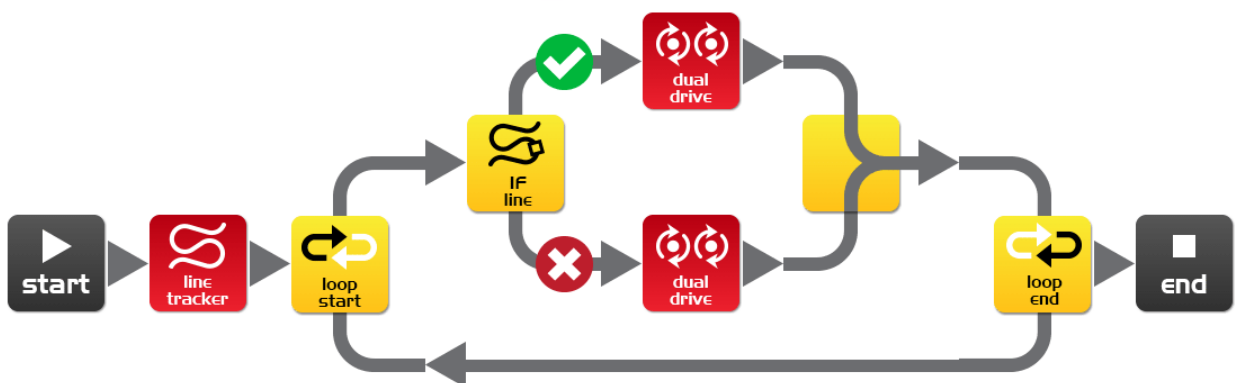 start
line
tracker
loop
start
IF
line
dual
drive
dual
drive
loop
end
end